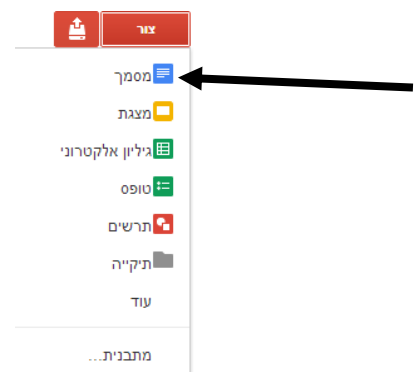 צור
מסמך
מצגת
גיליון אלקטרוני
טופס
תרשים
תיקייה
עוד
מתבנית...